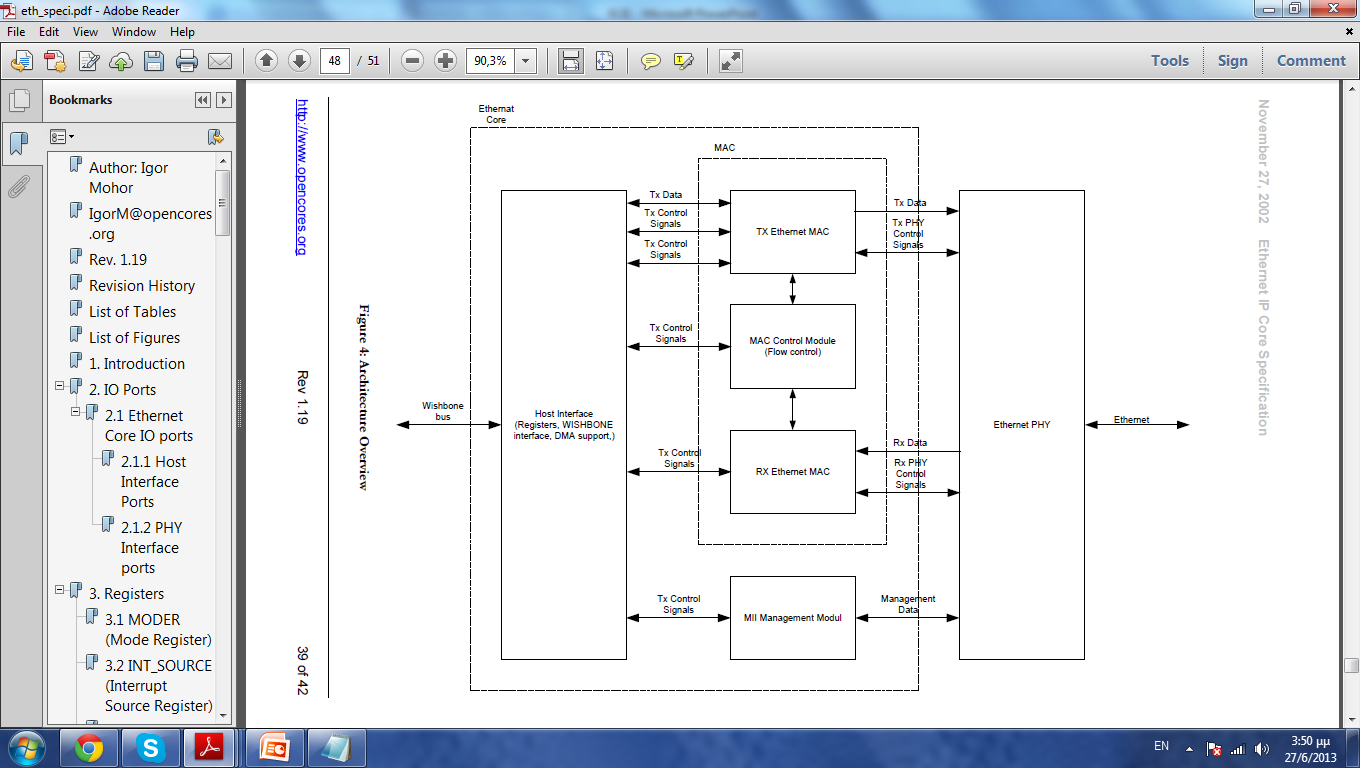 eth_speci.pdf - Adobe Reader
File Edit View Window Help
48 / 51
90,3%
Tools Sign Comment
Bookmarks
Author: Igor
Mohor
IgorM@opencores
.org
Rev. 1.19
Revision History
List of Tables
List of Figures
1. Introduction
2. IO Ports
2.1 Ethernet
Core IO ports
2.1.1 Host
Interface
Ports
2.1.2 PHY
Interface
ports
3. Registers
3.1 MODER
(Mode Register)
3.2 INT_SOURCE
(Interrupt
Source Register)
http://www.opencores.org
Rev 1.19
39 of 42
Figure 4: Architecture Overview
Ethernat
Core
MAC
Wishbone
bus
Host Interface
(Registers, WISHBONE
interface, DMA support,)
Tx Data
Tx Control
Signals
Tx Control
Signals
Tx Control
Signals
Tx Control
Signals
Tx Control
Signals
TX Ethernet MAC
MAC Control Module
(Flow control)
RX Ethernet MAC
MII Management Modul
Tx Data
Tx PHY
Control
Signals
Rx Data
Rx PHY
Control
Signals
Management
Data
Ethernet PHY
Ethernet
November 27, 2002 Ethernet IP Core Specification
EN
3:50 μμ
27/6/2013